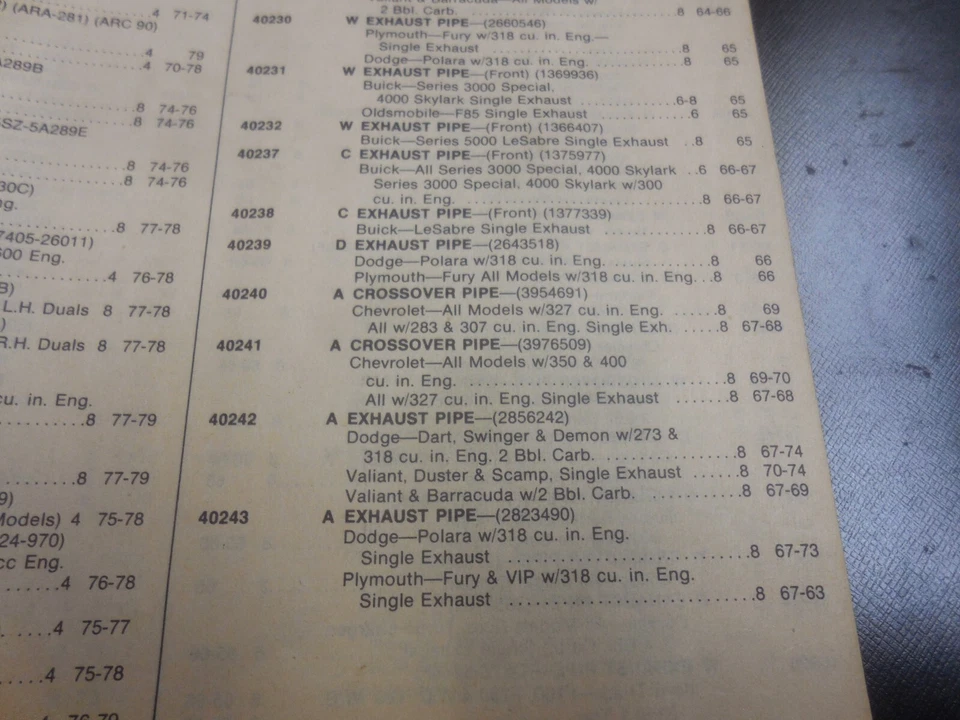 ) (ARA-281) (ARC 90)
4 71-74
4 79
A289B 4 70-78
8 74-76
8 74-76
SZ-5A289E
8 74-76
8 74-76
30C)
ng.
8 77-78
7405-26011)
600 Eng.
4 76-78
B)
L.H. Duals 8 77-78
)
R.H. Duals 8 77-78
cu. in. Eng.
8 77-79
8 77-79
9)
Models) 4 75-78
24-970)
cc Eng.
4 76-78
4 75-77
4 75-78
4 76-79
2 Bbl. Carb. 8 64-66
40230 W EXHAUST PIPE—(2660546)
Plymouth—Fury w/318 cu. in. Eng.—
Single Exhaust 8 65
Dodge—Polara w/318 cu. in. Eng. 8 65
40231 W EXHAUST PIPE—(Front) (1369936)
Buick—Series 3000 Special,
4000 Skylark Single Exhaust 6-8 65
Oldsmobile—F85 Single Exhaust 6 65
40232 W EXHAUST PIPE—(Front) (1366407)
Buick—Series 5000 LeSabre Single Exhaust 8 65
40237 C EXHAUST PIPE—(Front) (1375977)
Buick—All Series 3000 Special, 4000 Skylark 6 66-67
Series 3000 Special, 4000 Skylark w/300
cu. in. Eng. 8 66-67
40238 C EXHAUST PIPE—(Front) (1377339)
Buick—LeSabre Single Exhaust 8 66-67
40239 D EXHAUST PIPE—(2643518)
Dodge—Polara w/318 cu. in. Eng. 8 66
Plymouth—Fury All Models w/318 cu. in. Eng. 8 66
40240 A CROSSOVER PIPE—(3954691)
Chevrolet—All Models w/327 cu. in. Eng. 8 69
All w/283 & 307 cu. in. Eng. Single Exh. 8 67-68
40241 A CROSSOVER PIPE—(3976509)
Chevrolet—All Models w/350 & 400
cu. in. Eng. 8 69-70
All w/327 cu. in. Eng. Single Exhaust 8 67-68
40242 A EXHAUST PIPE—(2856242)
Dodge—Dart, Swinger & Demon w/273 &
318 cu. in. Eng. 2 Bbl. Carb. 8 67-74
Valiant, Duster & Scamp, Single Exhaust 8 70-74
Valiant & Barracuda w/2 Bbl. Carb. 8 67-69
40243 A EXHAUST PIPE—(2823490)
Dodge—Polara w/318 cu. in. Eng.
Single Exhaust 8 67-73
Plymouth—Fury & VIP w/318 cu. in. Eng.
Single Exhaust 8 67-63